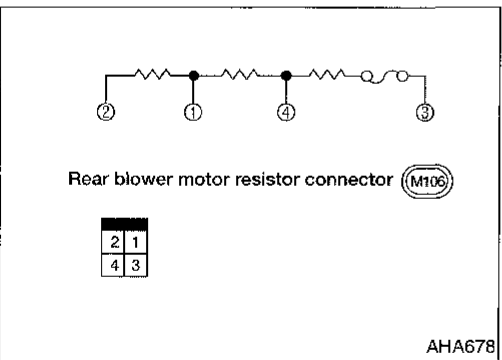 ② ① ④ ③
Rear blower motor resistor connector M106
2 1
4 3
AHA678